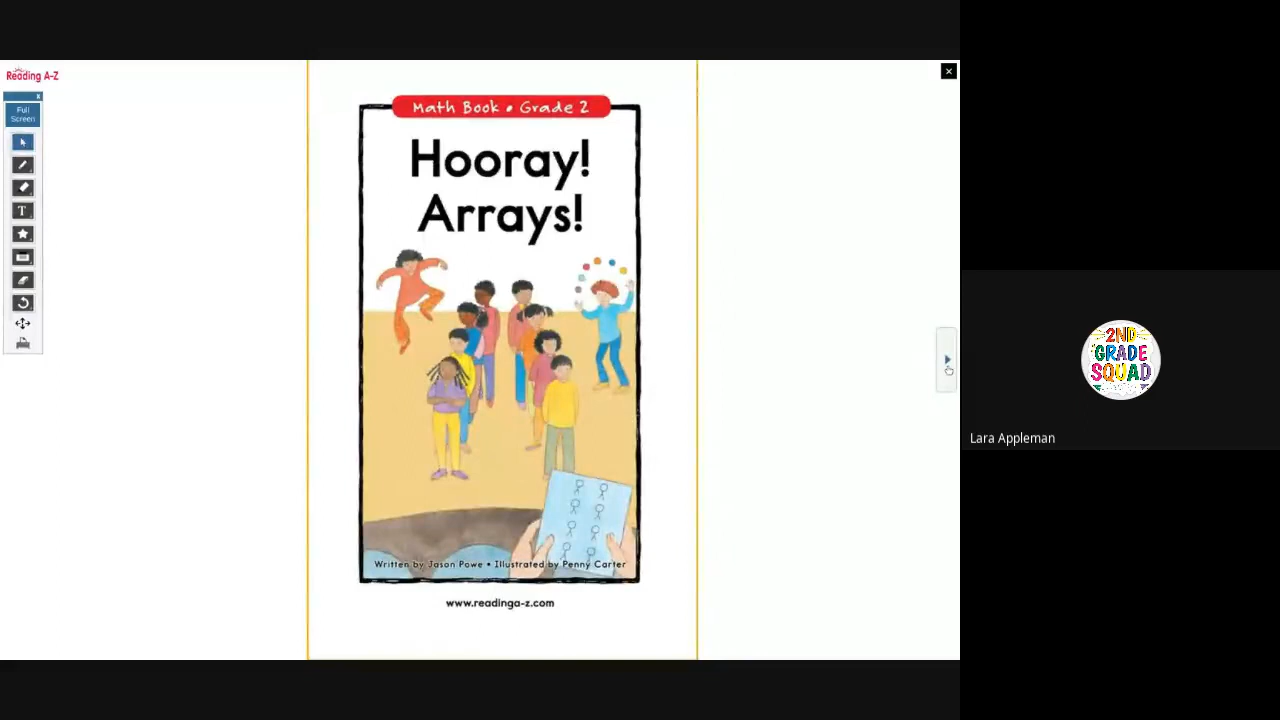 Reading A-Z
x
Full
Screen
T
Math Book • Grade 2
Hooray!
Arrays!
Written by Jason Powe • Illustrated by Penny Carter
www.readinga-z.com
2ND
GRADE
SQUAD
Lara Appleman